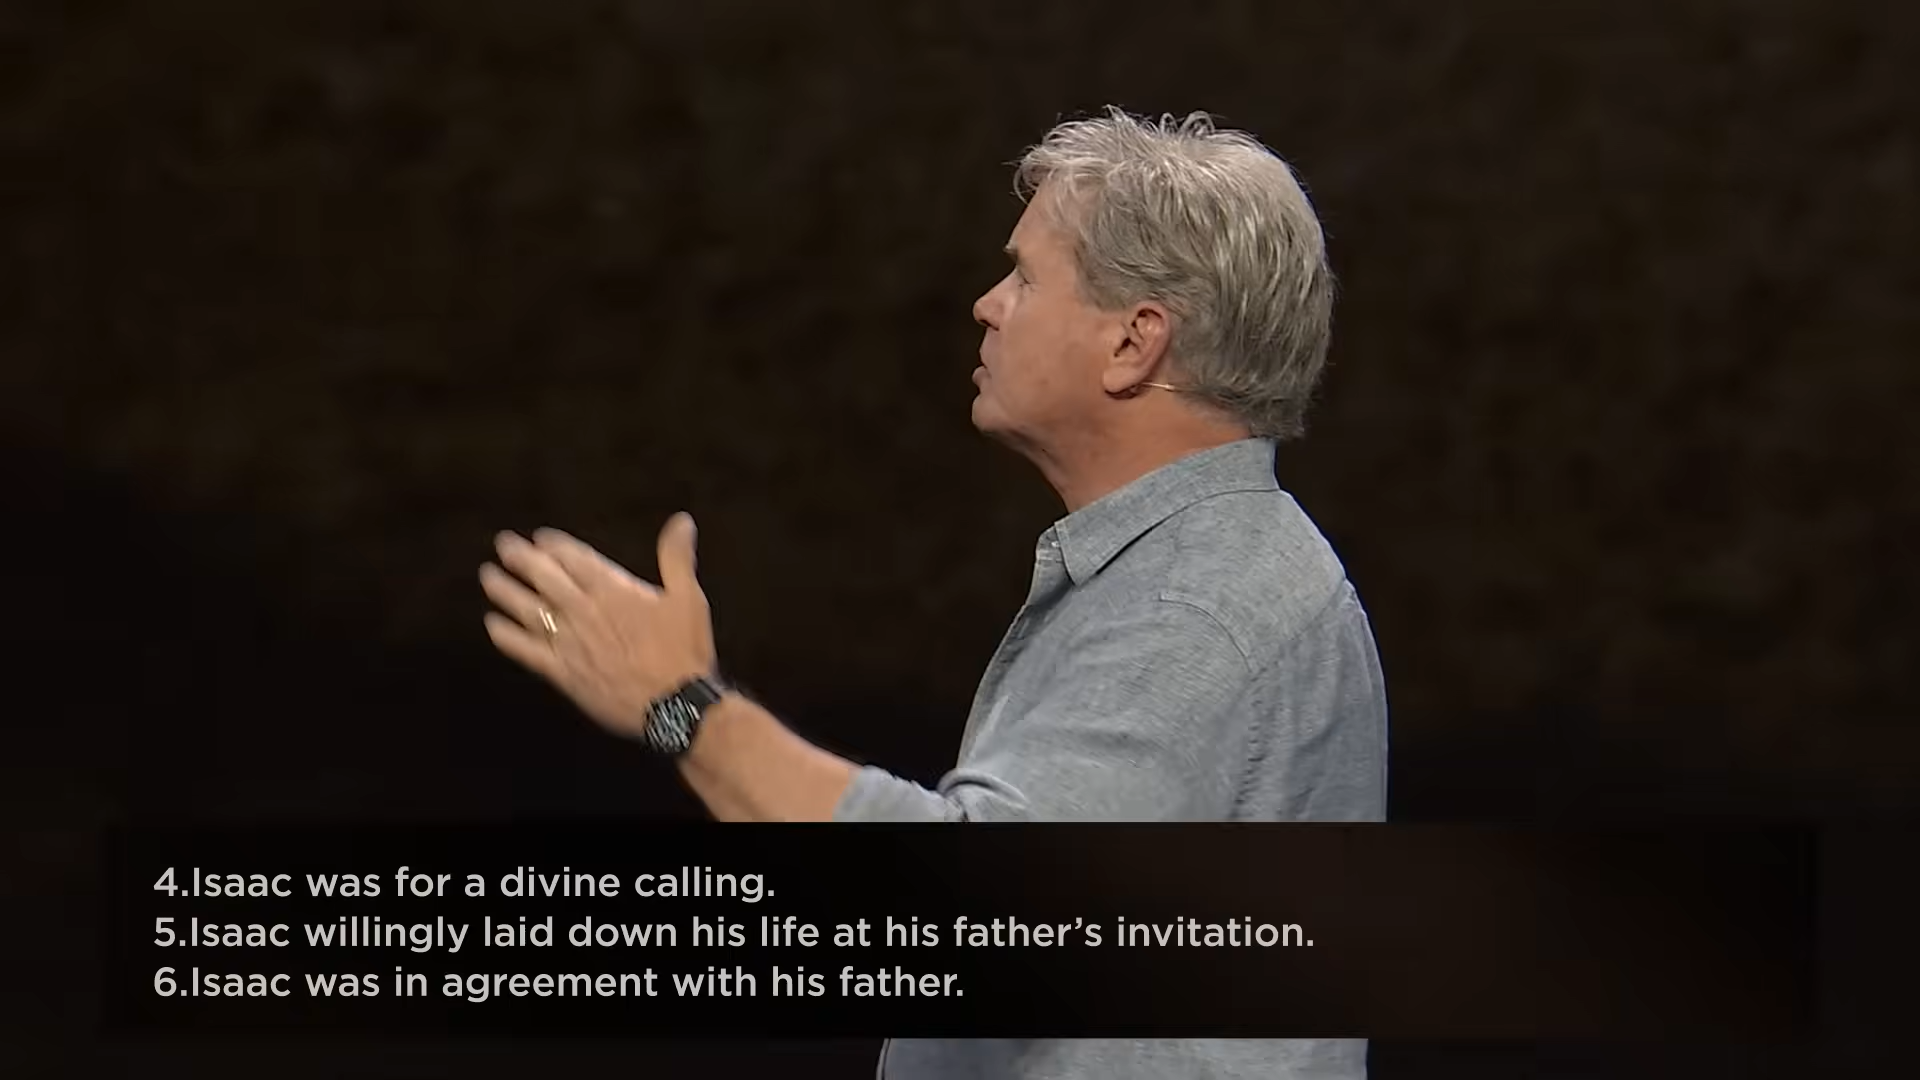 4.Isaac was for a divine calling.
5.Isaac willingly laid down his life at his father’s invitation.
6.Isaac was in agreement with his father.